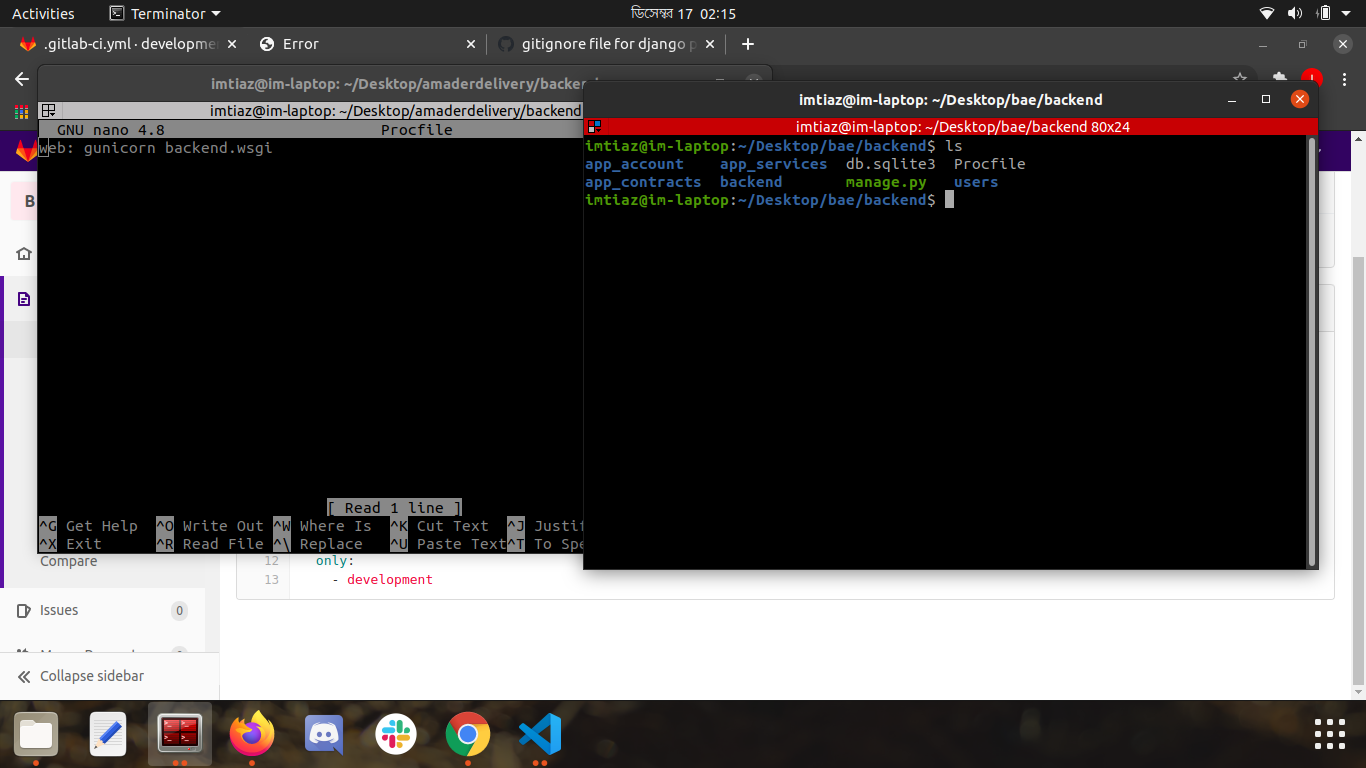 Activities
Terminator
ডিসেম্বর 17 02:15
.gitlab-ci.yml · developme
Error
gitignore file for django p
imtiaz@im-laptop: ~/Desktop/amaderdelivery/backend
imtiaz@im-laptop: ~/Desktop/amaderdelivery/backend
GNU nano 4.8 Procfile
web: gunicorn backend.wsgi
[ Read 1 line ]
^G Get Help ^O Write Out ^W Where Is ^K Cut Text ^J Justif
^X Exit ^R Read File ^\ Replace ^U Paste Text ^T To Spe
imtiaz@im-laptop: ~/Desktop/bae/backend
imtiaz@im-laptop: ~/Desktop/bae/backend 80x24
imtiaz@im-laptop:~/Desktop/bae/backend$ ls
app_account app_services db.sqlite3 Procfile
app_contracts backend manage.py users
imtiaz@im-laptop:~/Desktop/bae/backend$
B
Compare
Issues 0
Collapse sidebar
12 only:
13 - development